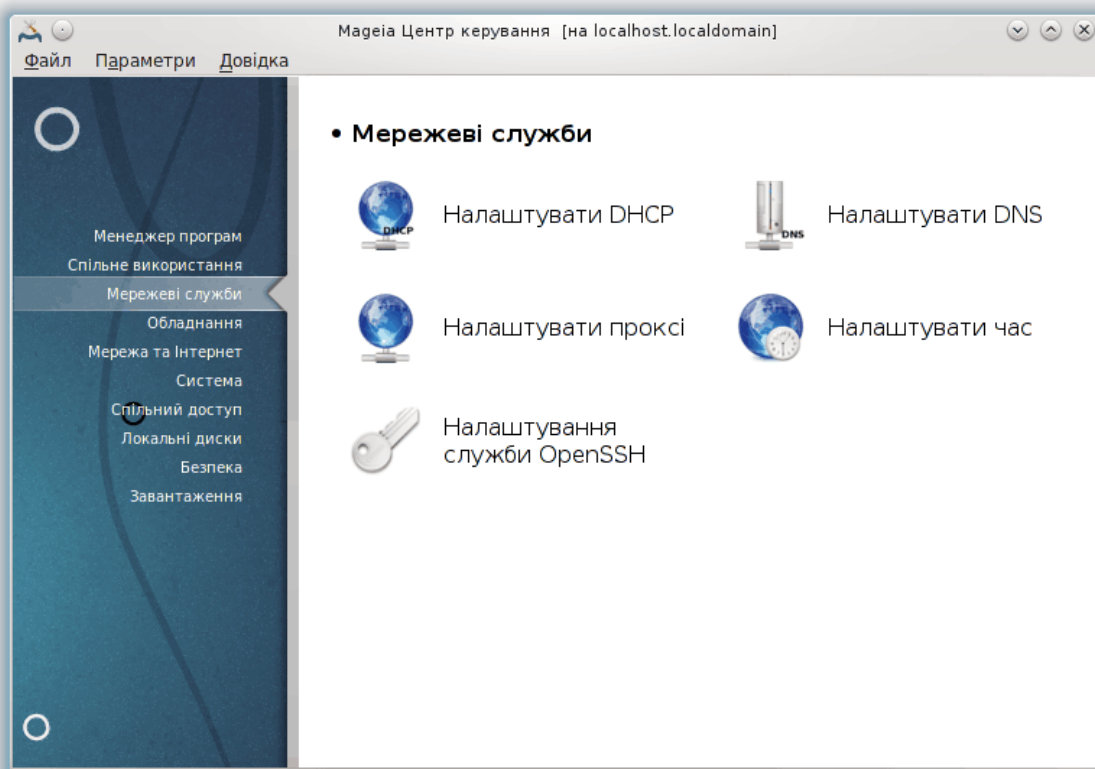 Mageia Центр керування [на localhost.localdomain]
Файл Параметри Довідка
Менеджер програм
Спільне використання
Мережеві служби
Обладнання
Мережа та Інтернет
Система
Спільний доступ
Локальні диски
Безпека
Завантаження
• Мережеві служби
DHCP
Налаштувати DHCP
DNS
Налаштувати DNS
Налаштувати проксі
Налаштувати час
Налаштування
служби OpenSSH